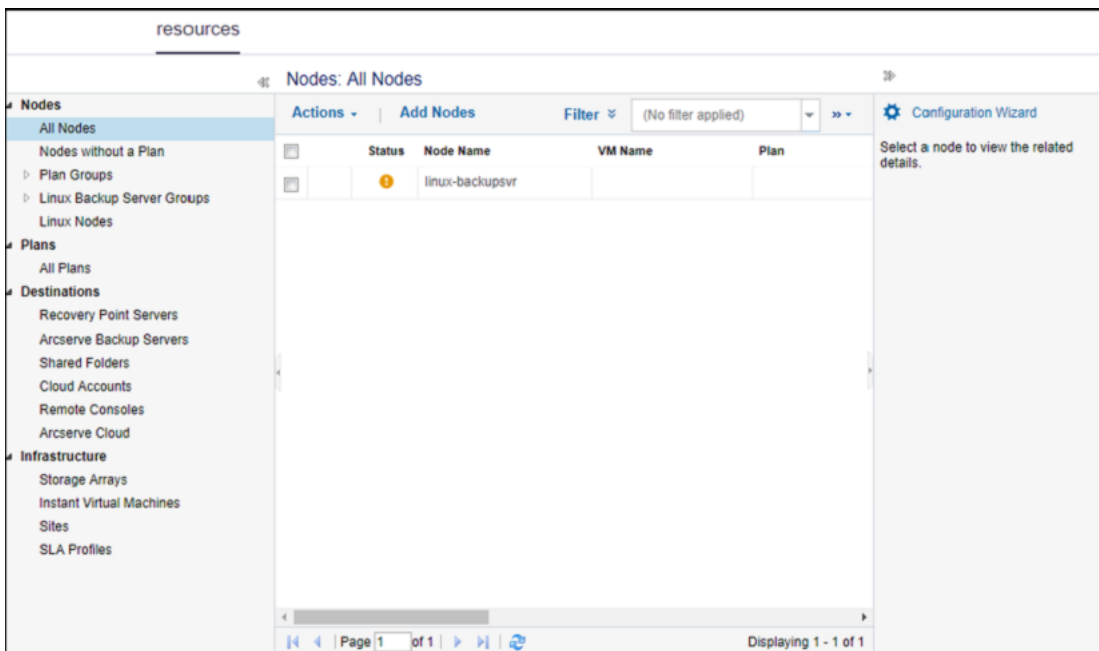 resources
Nodes
All Nodes
Nodes without a Plan
Plan Groups
Linux Backup Server Groups
Linux Nodes
Plans
All Plans
Destinations
Recovery Point Servers
Arcserve Backup Servers
Shared Folders
Cloud Accounts
Remote Consoles
Arcserve Cloud
Infrastructure
Storage Arrays
Instant Virtual Machines
Sites
SLA Profiles
Nodes: All Nodes
Actions | Add Nodes Filter (No filter applied)
Status Node Name VM Name Plan
linux-backupsvr
Page 1 of 1 Displaying 1 - 1 of 1
Configuration Wizard
Select a node to view the related
details.